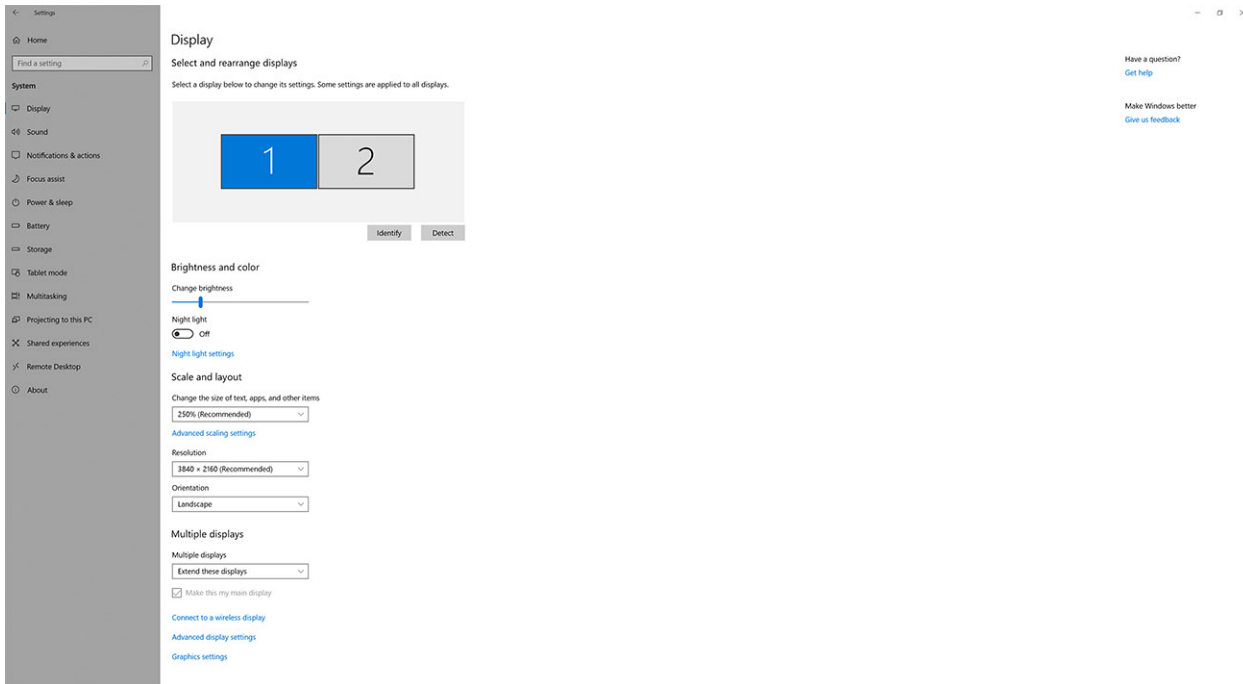 Settings
Home
Find a setting
System
Display
Sound
Notifications & actions
Focus assist
Power & sleep
Battery
Storage
Tablet mode
Multitasking
Projecting to this PC
Shared experiences
Remote Desktop
About
Display
Select and rearrange displays
Select a display below to change its settings. Some settings are applied to all displays.
1 2
Identify Detect
Brightness and color
Change brightness
Night light
Off
Night light settings
Scale and layout
Change the size of text, apps, and other items
250% (Recommended)
Advanced scaling settings
Resolution
3840 × 2160 (Recommended)
Orientation
Landscape
Multiple displays
Multiple displays
Extend these displays
Make this my main display
Connect to a wireless display
Advanced display settings
Graphics settings
Have a question?
Get help
Make Windows better
Give us feedback